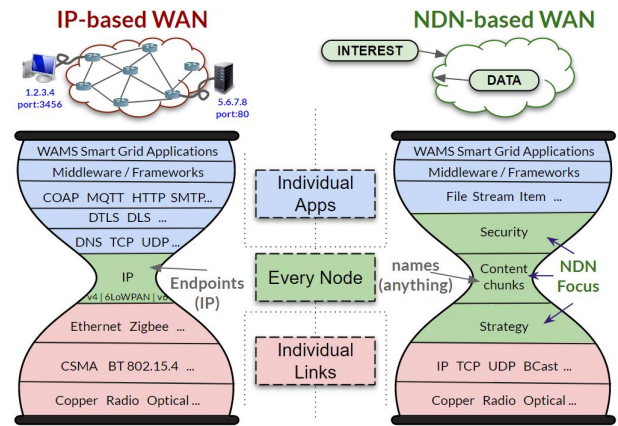 IP-based WAN
1.2.3.4
port:3456
5.6.7.8
port:80
WAMS Smart Grid Applications
Middleware / Frameworks
COAP MQTT HTTP SMTP...
DTLS DLS ...
DNS TCP UDP...
IP
v4 | 6LoWPAN | v6
Ethernet Zigbee ...
CSMA BT 802.15.4 ...
Copper Radio Optical ...
Endpoints
(IP)
Individual
Apps
Every Node
Individual
Links
names
(anything)
NDN-based WAN
INTEREST
DATA
WAMS Smart Grid Applications
Middleware / Frameworks
File Stream Item ...
Security
Content
chunks
Strategy
IP TCP UDP BCast ...
Copper Radio Optical ...
NDN
Focus